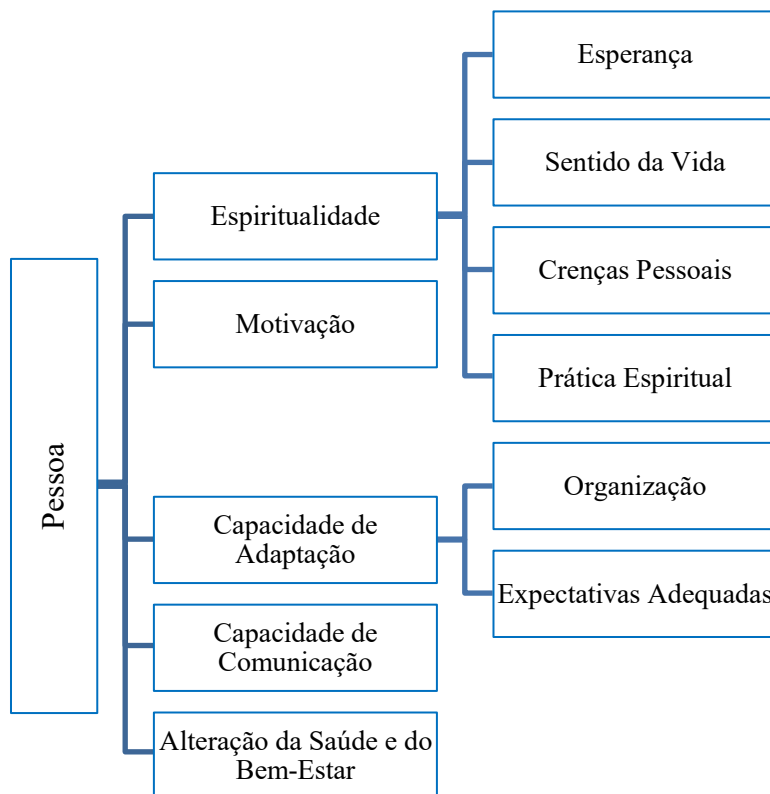 Pessoa
Espiritualidade
Esperança
Sentido da Vida
Crenças Pessoais
Prática Espiritual
Motivação
Capacidade de
Adaptação
Organização
Expectativas Adequadas
Capacidade de
Comunicação
Alteração da Saúde e do
Bem-Estar